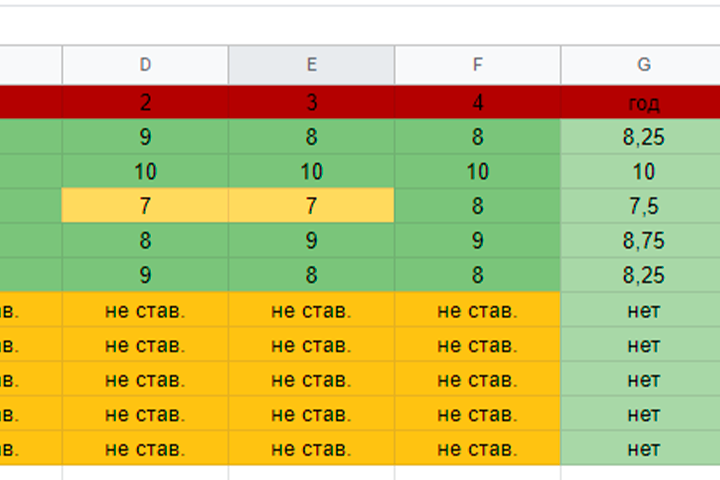 D E F G
2 3 4 год
9 8 8 8,25
10 10 10 10
7 7 8 7,5
8 9 9 8,75
9 8 8 8,25
в. не став. не став. не став. нет
в. не став. не став. не став. нет
в. не став. не став. не став. нет
в. не став. не став. не став. нет
в. не став. не став. не став. нет